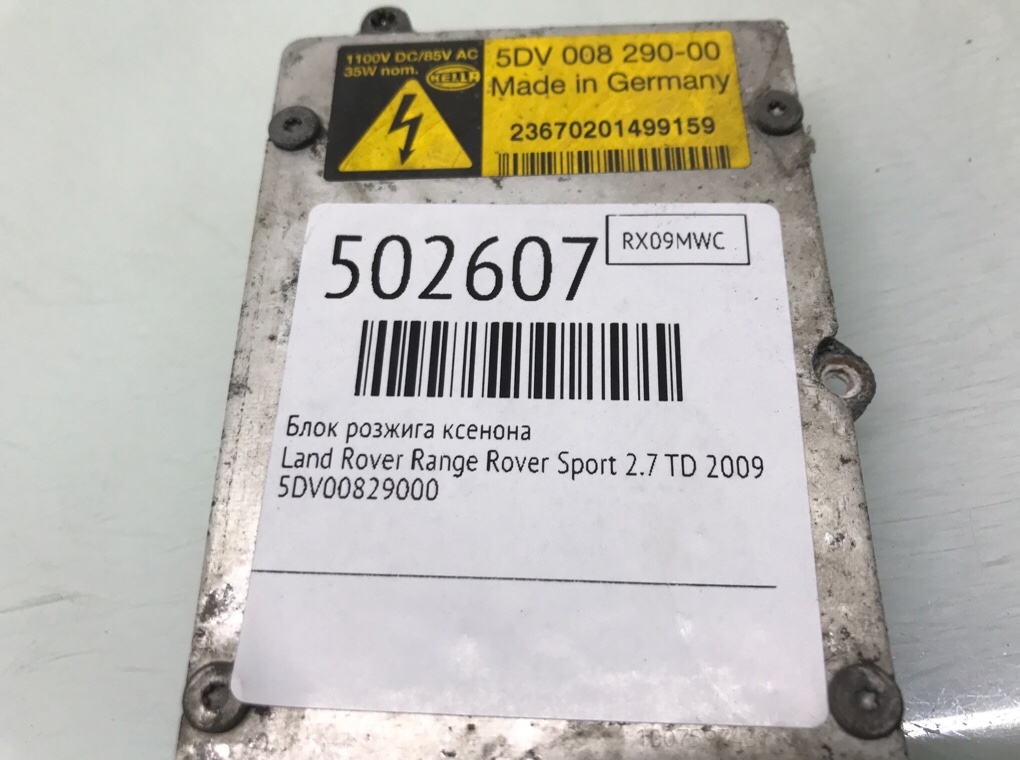 1100V DC/85V AC
35W nom. HELLA
5DV 008 290-00
Made in Germany
23670201499159
502607
RX09MWC
Блок розжига ксенона
Land Rover Range Rover Sport 2.7 TD 2009
5DV00829000